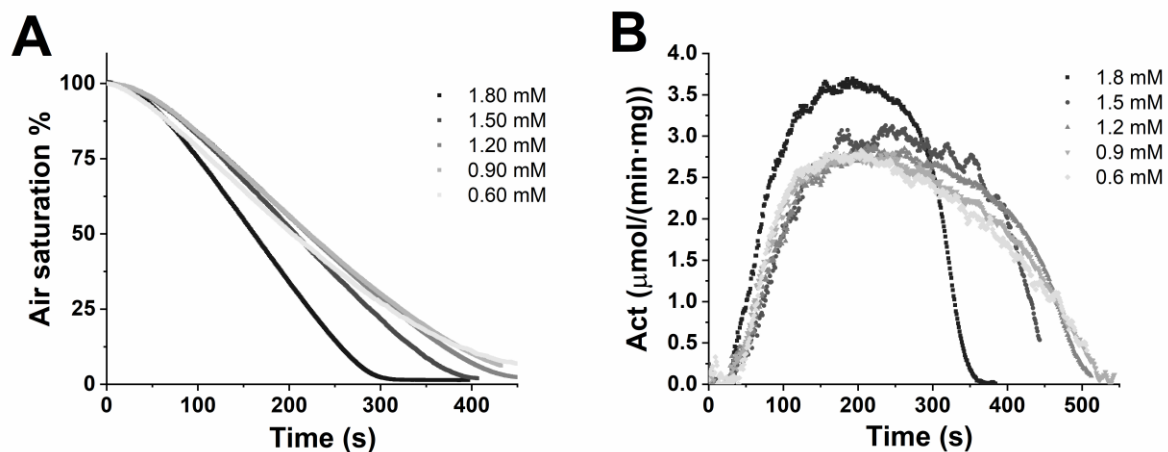 A
Air saturation %
100
75
50
25
0
0 100 200 300 400
Time (s)
1.80 mM
1.50 mM
1.20 mM
0.90 mM
0.60 mM
B
Act (μmol/(min·mg))
4.0
3.5
3.0
2.5
2.0
1.5
1.0
0.5
0.0
0 100 200 300 400 500
Time (s)
1.8 mM
1.5 mM
1.2 mM
0.9 mM
0.6 mM